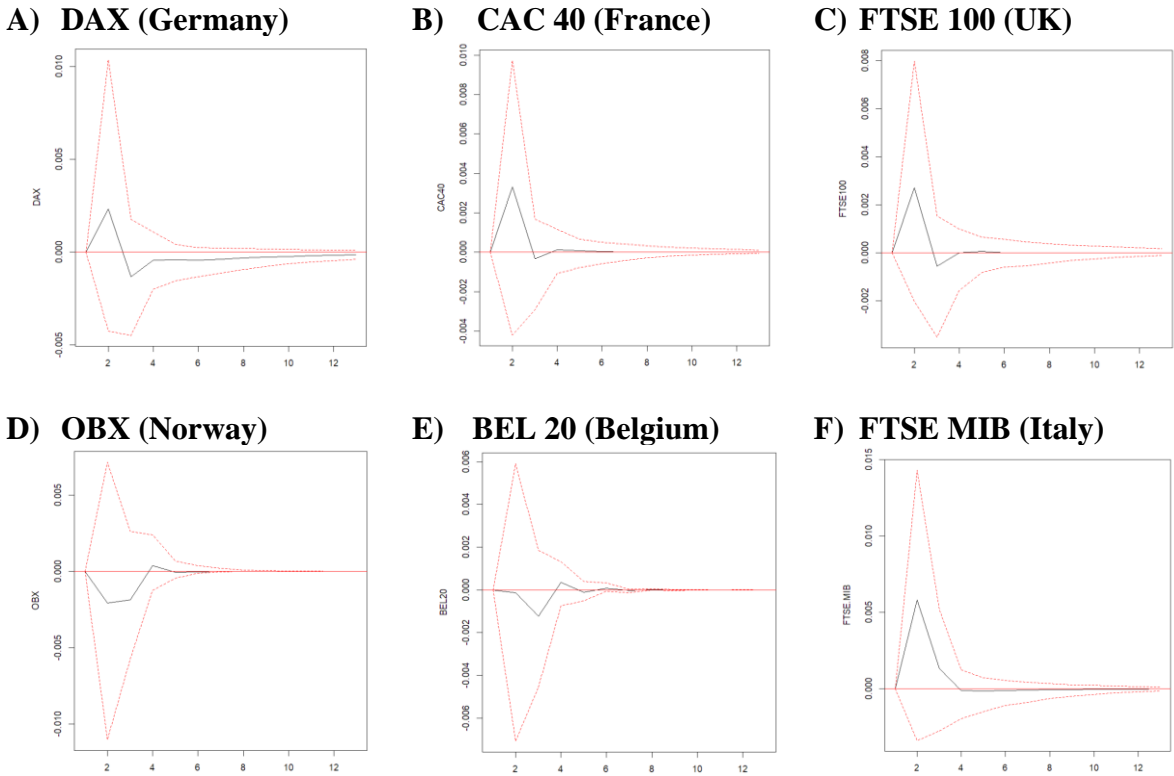 A) DAX (Germany)
B) CAC 40 (France)
C) FTSE 100 (UK)
0.010
0.005
0.000
-0.005
DAX
2 4 6 8 10 12
0.010
0.008
0.006
0.004
0.002
0.000
-0.002
-0.004
CAC40
2 4 6 8 10 12
0.008
0.006
0.004
0.002
0.000
-0.002
FTSE100
2 4 6 8 10 12
D) OBX (Norway)
E) BEL 20 (Belgium)
F) FTSE MIB (Italy)
0.005
0.000
-0.005
-0.010
OBX
2 4 6 8 10 12
0.006
0.004
0.002
0.000
-0.002
-0.004
-0.006
BEL20
2 4 6 8 10 12
0.015
0.010
0.005
0.000
FTSE.MIB
2 4 6 8 10 12